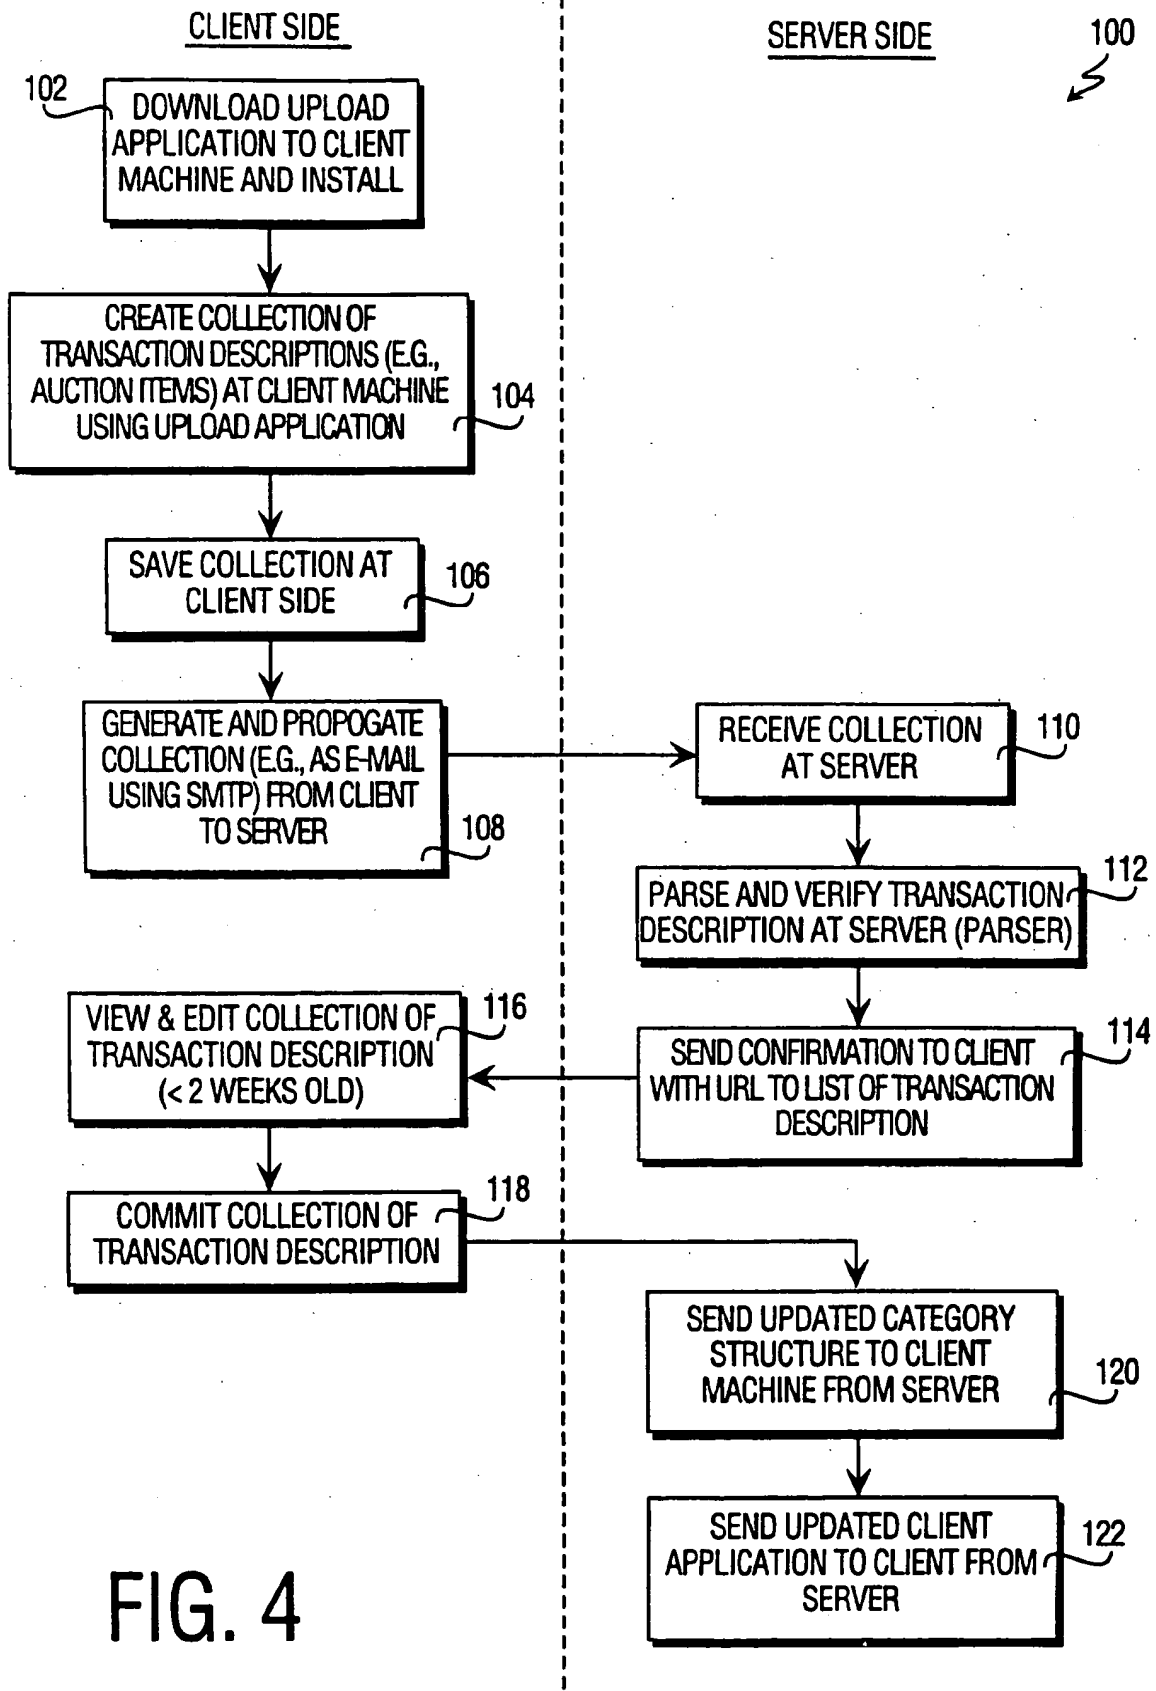 CLIENT SIDE
SERVER SIDE
100
102
DOWNLOAD UPLOAD
APPLICATION TO CLIENT
MACHINE AND INSTALL
CREATE COLLECTION OF
TRANSACTION DESCRIPTIONS (E.G.,
AUCTION ITEMS) AT CLIENT MACHINE
USING UPLOAD APPLICATION
104
SAVE COLLECTION AT
CLIENT SIDE
106
GENERATE AND PROPOGATE
COLLECTION (E.G., AS E-MAIL
USING SMTP) FROM CLIENT
TO SERVER
108
RECEIVE COLLECTION
AT SERVER
110
PARSE AND VERIFY TRANSACTION
DESCRIPTION AT SERVER (PARSER)
112
SEND CONFIRMATION TO CLIENT
WITH URL TO LIST OF TRANSACTION
DESCRIPTION
114
VIEW & EDIT COLLECTION OF
TRANSACTION DESCRIPTION
(< 2 WEEKS OLD)
116
COMMIT COLLECTION OF
TRANSACTION DESCRIPTION
118
SEND UPDATED CATEGORY
STRUCTURE TO CLIENT
MACHINE FROM SERVER
120
SEND UPDATED CLIENT
APPLICATION TO CLIENT FROM
SERVER
122
FIG. 4